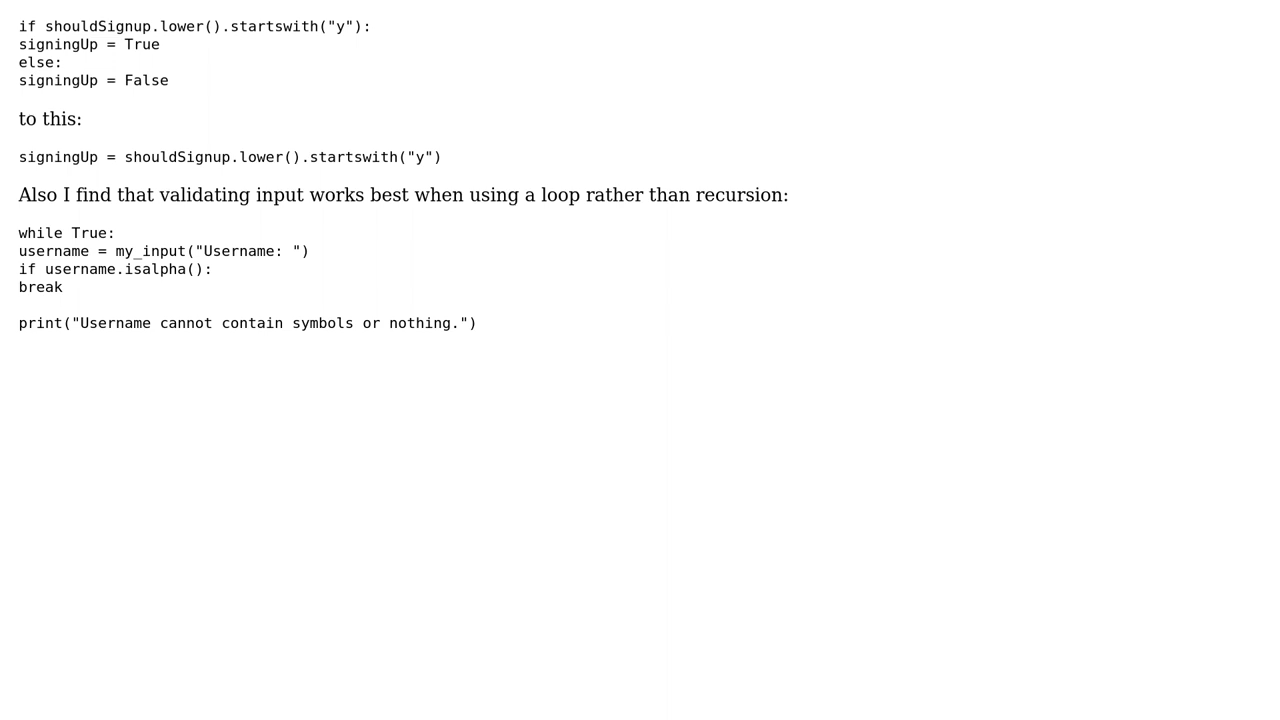 if shouldSignup.lower().startswith("y"):
signingUp = True
else:
signingUp = False
to this:
signingUp = shouldSignup.lower().startswith("y")
Also I find that validating input works best when using a loop rather than recursion:
while True:
username = my_input("Username: ")
if username.isalpha():
break
print("Username cannot contain symbols or nothing.")